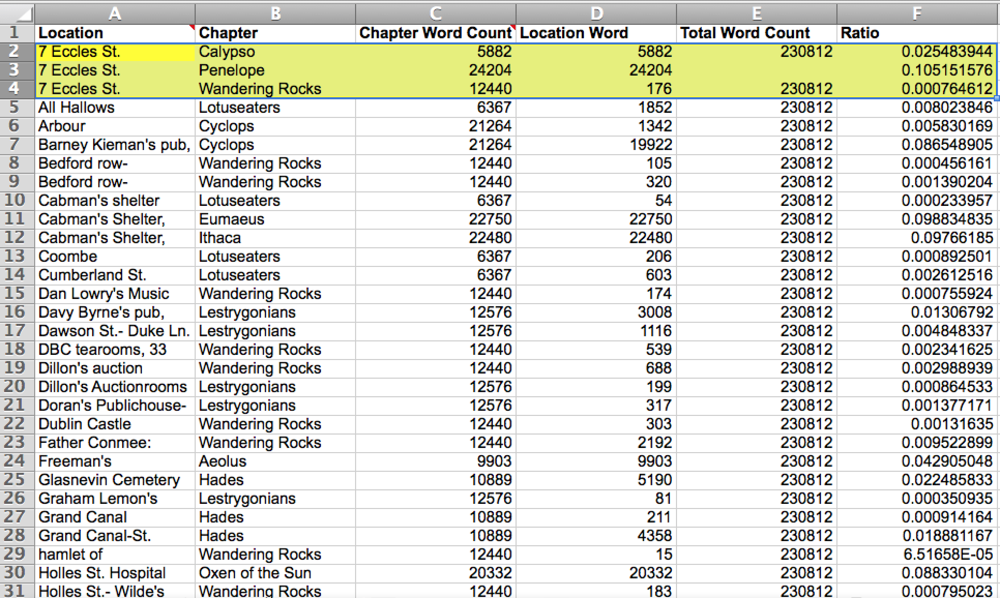 A B C D E F
1 Location Chapter Chapter Word Count Location Word Total Word Count Ratio
2 7 Eccles St. Calypso 5882 5882 230812 0.025483944
3 7 Eccles St. Penelope 24204 24204 0.105151576
4 7 Eccles St. Wandering Rocks 12440 176 230812 0.000764612
5 All Hallows Lotuseaters 6367 1852 230812 0.008023846
6 Arbour Cyclops 21264 1342 230812 0.005830169
7 Barney Kieman's pub, Cyclops 21264 19922 230812 0.086548905
8 Bedford row- Wandering Rocks 12440 105 230812 0.000456161
9 Bedford row- Wandering Rocks 12440 320 230812 0.001390204
10 Cabman's shelter Lotuseaters 6367 54 230812 0.000233957
11 Cabman's Shelter, Eumaeus 22750 22750 230812 0.098834835
12 Cabman's Shelter, Ithaca 22480 22480 230812 0.09766185
13 Coombe Lotuseaters 6367 206 230812 0.000892501
14 Cumberland St. Lotuseaters 6367 603 230812 0.002612516
15 Dan Lowry's Music Wandering Rocks 12440 174 230812 0.000755924
16 Davy Byrne's pub, Lestrygonians 12576 3008 230812 0.01306792
17 Dawson St.- Duke Ln. Lestrygonians 12576 1116 230812 0.004848337
18 DBC tearooms, 33 Wandering Rocks 12440 539 230812 0.002341625
19 Dillon's auction Wandering Rocks 12440 688 230812 0.002988939
20 Dillon's Auctionrooms Lestrygonians 12576 199 230812 0.000864533
21 Doran's Publichouse- Lestrygonians 12576 317 230812 0.001377171
22 Dublin Castle Wandering Rocks 12440 303 230812 0.00131635
23 Father Conmee: Wandering Rocks 12440 2192 230812 0.009522899
24 Freeman's Aeolus 9903 9903 230812 0.042905048
25 Glasnevin Cemetery Hades 10889 5190 230812 0.022485833
26 Graham Lemon's Lestrygonians 12576 81 230812 0.000350935
27 Grand Canal Hades 10889 211 230812 0.000914164
28 Grand Canal-St. Hades 10889 4358 230812 0.018881167
29 hamlet of Wandering Rocks 12440 15 230812 6.51658E-05
30 Holles St. Hospital Oxen of the Sun 20332 20332 230812 0.088330104
31 Holles St.- Wilde's Wandering Rocks 12440 183 230812 0.000795023